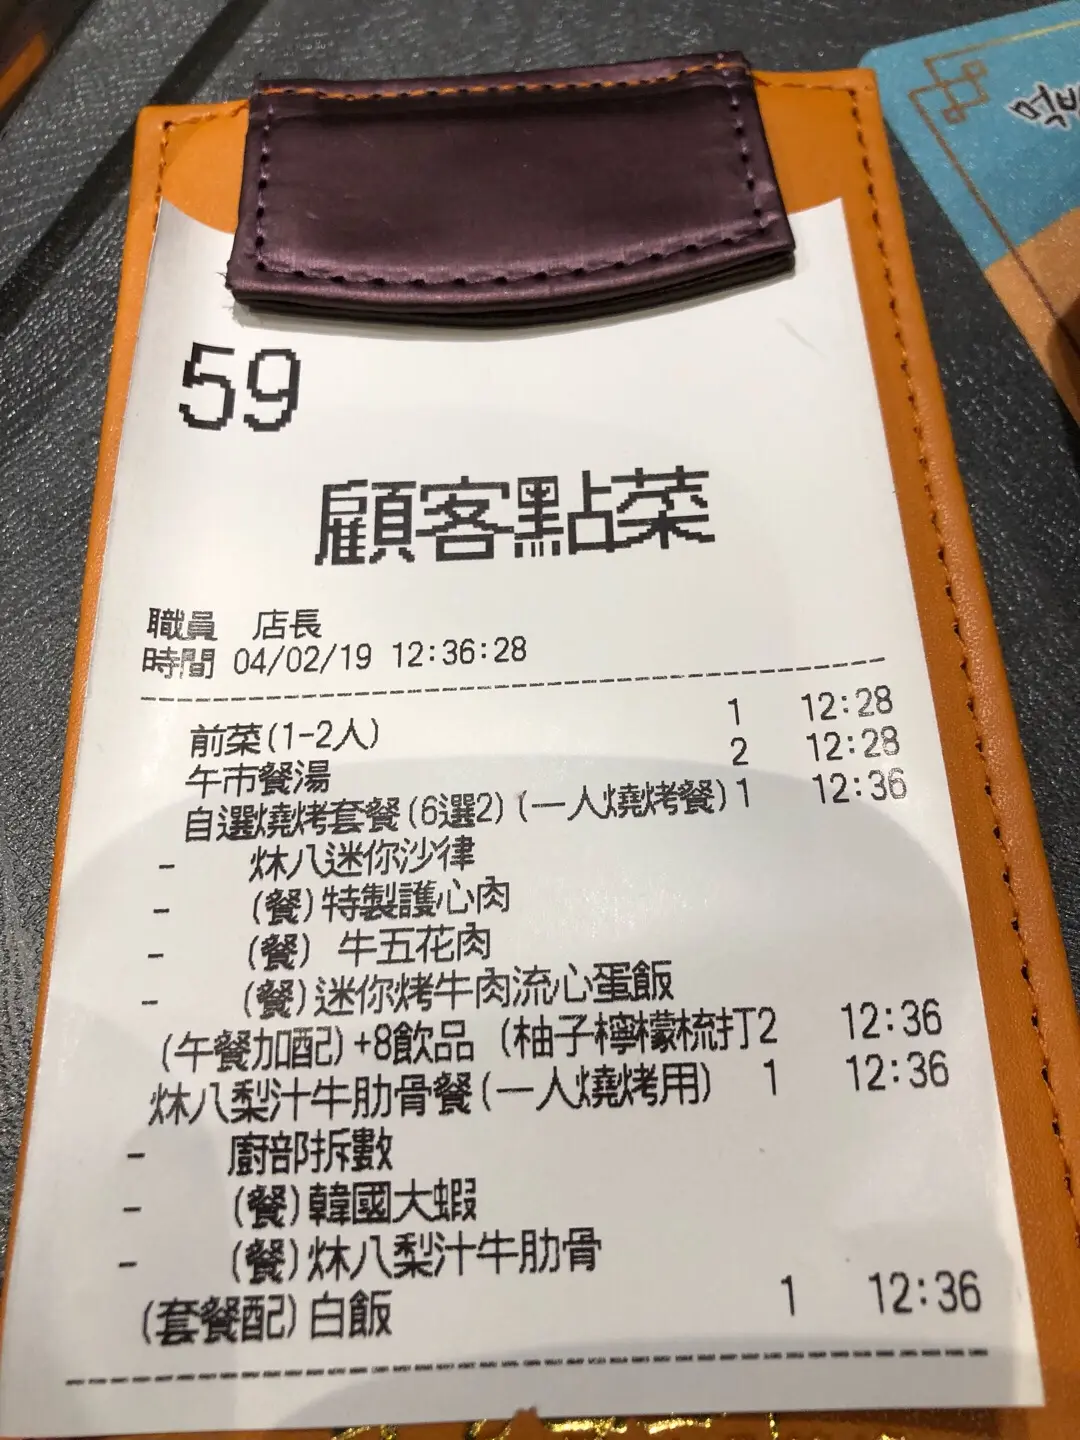 59
顧客點菜
職員 店長
時間 04/02/19 12:36:28
前菜(1-2人) 1 12:28
午市餐湯 2 12:28
自選燒烤套餐(6選2)(一人燒烤餐) 1 12:36
- 炑八迷你沙律
- (餐)特製護心肉
- (餐) 牛五花肉
- (餐)迷你烤牛肉流心蛋飯
(午餐加配)+8飲品 (柚子檸檬梳打 2 12:36
炑八梨汁牛肋骨餐(一人燒烤用) 1 12:36
- 廚部拆數
- (餐)韓國大蝦
- (餐)炑八梨汁牛肋骨
(套餐配)白飯 1 12:36